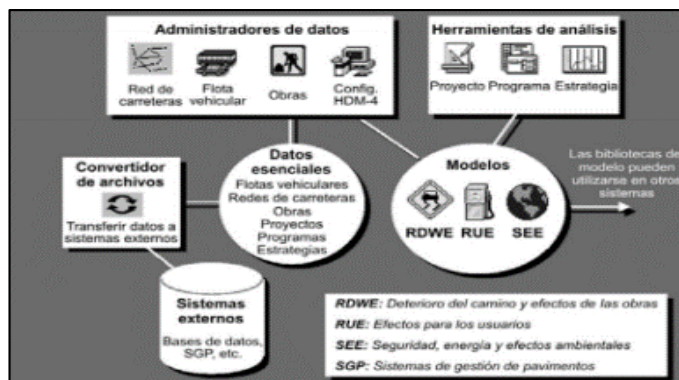 Administradores de datos
Red de carreteras
Flota vehicular
Obras
Config. HDM-4
Herramientas de análisis
Proyecto Programa Estrategia
Convertidor de archivos
Transferir datos a sistemas externos
Datos esenciales
Flotas vehiculares
Redes de carreteras
Obras
Proyectos
Programas
Estrategias
Modelos
RDWE RUE SEE
Las bibliotecas de modelo pueden utilizarse en otros sistemas
Sistemas externos
Bases de datos, SGP, etc.
RDWE: Deterioro del camino y efectos de las obras
RUE: Efectos para los usuarios
SEE: Seguridad, energía y efectos ambientales
SGP: Sistemas de gestión de pavimentos